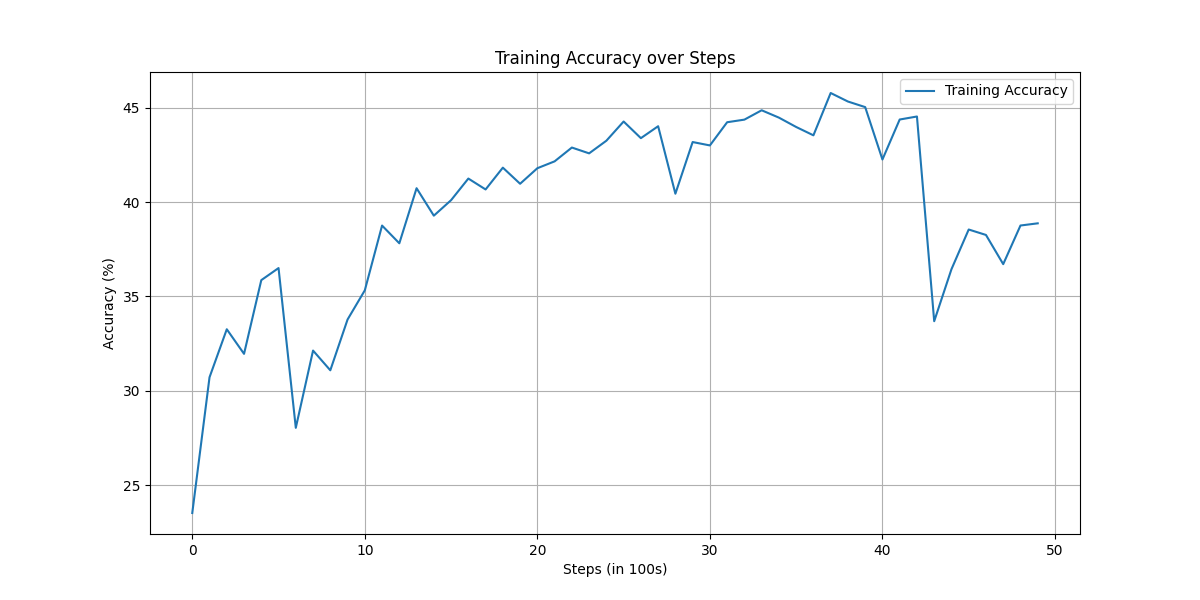 Training Accuracy over Steps
Training Accuracy
Accuracy (%)
45
40
35
30
25
0 10 20 30 40 50
Steps (in 100s)